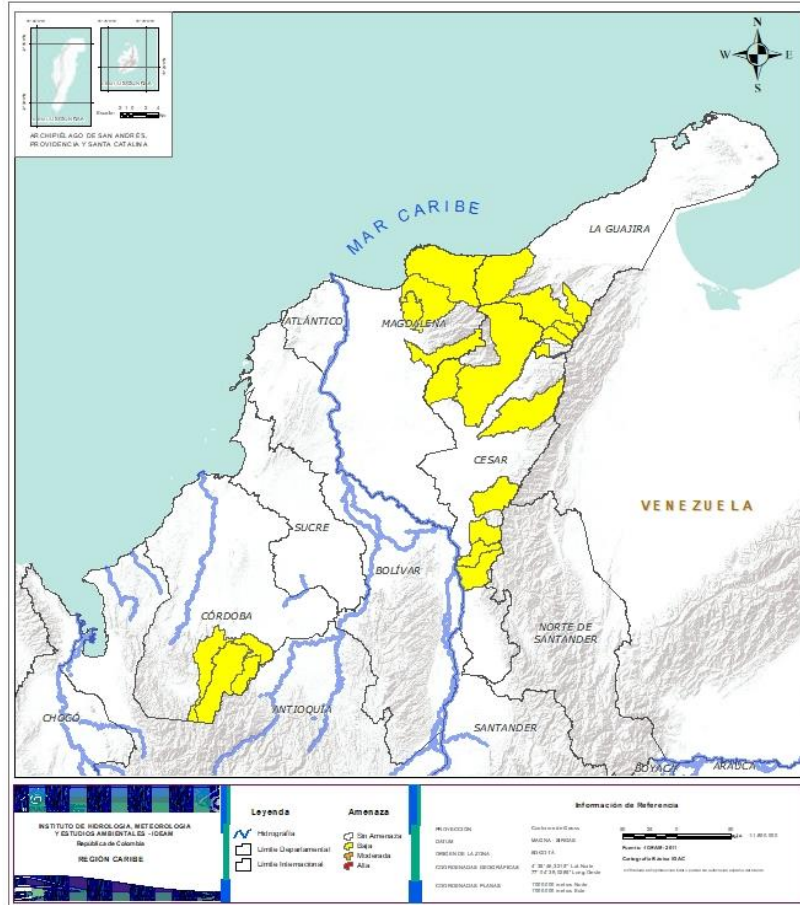 N
W E
S
ARCHIPIÉLAGO DE SAN ANDRÉS,
PROVIDENCIA Y SANTA CATALINA
MAR CARIBE
LA GUAJIRA
ATLÁNTICO
MAGDALENA
CESAR
VENEZUELA
SUCRE
BOLÍVAR
CÓRDOBA
NORTE DE
SANTANDER
CHOCÓ
ANTIOQUIA
SANTANDER
ARAUCA
INSTITUTO DE HIDROLOGIA, METEOROLOGIA
Y ESTUDIOS AMBIENTALES - IDEAM
República de Colombia
REGIÓN CARIBE
Leyenda
Hidrografía
Límite Departamental
Límite Internacional
Amenaza
Sin Amenaza
Baja
Moderada
Alta
Información de Referencia
PROYECCIÓN
DATUM
ORIGEN DE LA ZONA
COORDENADAS GEOGRÁFICAS
COORDENADAS PLANAS
Fuente: IDEAM-2011
Cartografía Básica IGAC